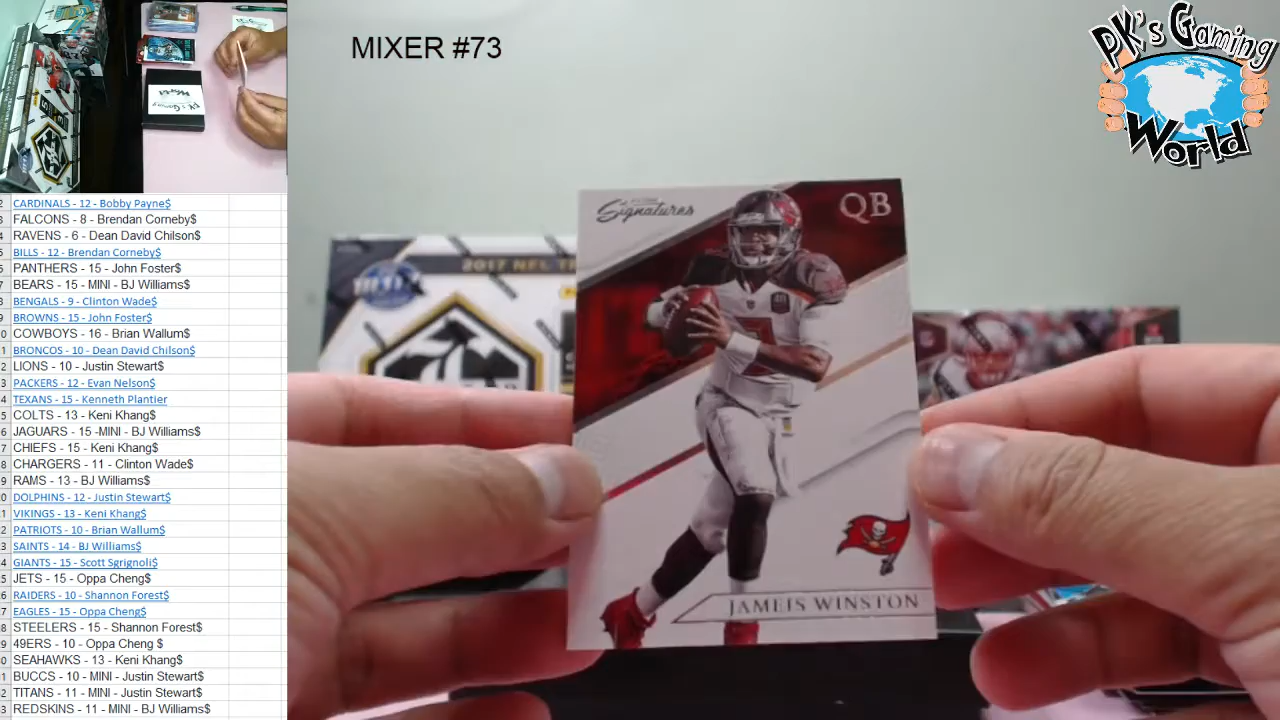 MIXER #73
PK's Gaming
World
CARDINALS - 12 - Bobby Payne$
FALCONS - 8 - Brendan Corneby$
RAVENS - 6 - Dean David Chilson$
BILLS - 12 - Brendan Corneby$
PANTHERS - 15 - John Foster$
BEARS - 15 - MINI - BJ Williams$
BENGALS - 9 - Clinton Wade$
BROWNS - 15 - John Foster$
COWBOYS - 16 - Brian Wallum$
BRONCOS - 10 - Dean David Chilson$
LIONS - 10 - Justin Stewart$
PACKERS - 12 - Evan Nelson$
TEXANS - 15 - Kenneth Plantier
COLTS - 13 - Keni Khang$
JAGUARS - 15 -MINI - BJ Williams$
CHIEFS - 15 - Keni Khang$
CHARGERS - 11 - Clinton Wade$
RAMS - 13 - BJ Williams$
DOLPHINS - 12 - Justin Stewart$
VIKINGS - 13 - Keni Khang$
PATRIOTS - 10 - Brian Wallum$
SAINTS - 14 - BJ Williams$
GIANTS - 15 - Scott Sgrignoli$
JETS - 15 - Oppa Cheng$
RAIDERS - 10 - Shannon Forest$
EAGLES - 15 - Oppa Cheng$
STEELERS - 15 - Shannon Forest$
49ERS - 10 - Oppa Cheng $
SEAHAWKS - 13 - Keni Khang$
BUCCS - 10 - MINI - Justin Stewart$
TITANS - 11 - MINI - Justin Stewart$
REDSKINS - 11 - MINI - BJ Williams$
Signatures
QB
2017 NFL
JAMEIS WINSTON